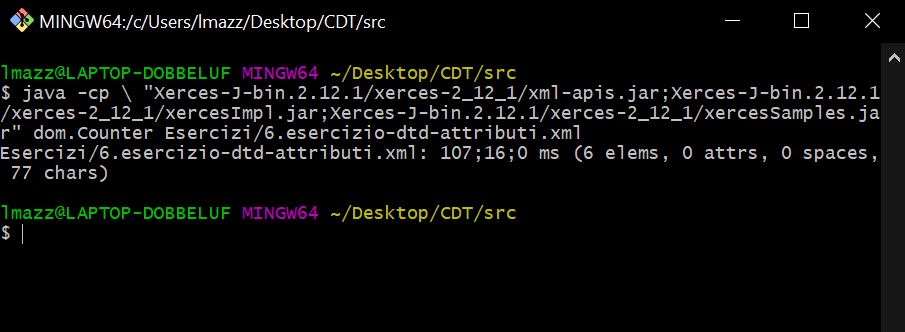 MINGW64:/c/Users/lmazz/Desktop/CDT/src
lmazz@LAPTOP-DOBBELUF MINGW64 ~/Desktop/CDT/src
$ java -cp \ "Xerces-J-bin.2.12.1/xerces-2_12_1/xml-apis.jar;Xerces-J-bin.2.12.1
/xerces-2_12_1/xercesImpl.jar;Xerces-J-bin.2.12.1/xerces-2_12_1/xercesSamples.ja
r" dom.Counter Esercizi/6.esercizio-dtd-attributi.xml
Esercizi/6.esercizio-dtd-attributi.xml: 107;16;0 ms (6 elems, 0 attrs, 0 spaces,
 77 chars)
lmazz@LAPTOP-DOBBELUF MINGW64 ~/Desktop/CDT/src
$